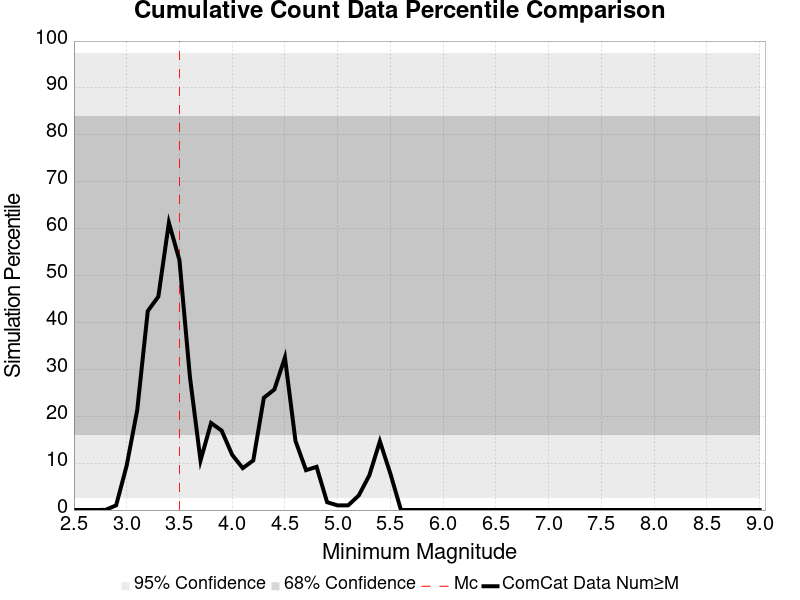 Cumulative Count Data Percentile Comparison
Simulation Percentile
100
90
80
70
60
50
40
30
20
10
0
2.5 3.0 3.5 4.0 4.5 5.0 5.5 6.0 6.5 7.0 7.5 8.0 8.5 9.0
Minimum Magnitude
95% Confidence 68% Confidence Mc ComCat Data Num≥M